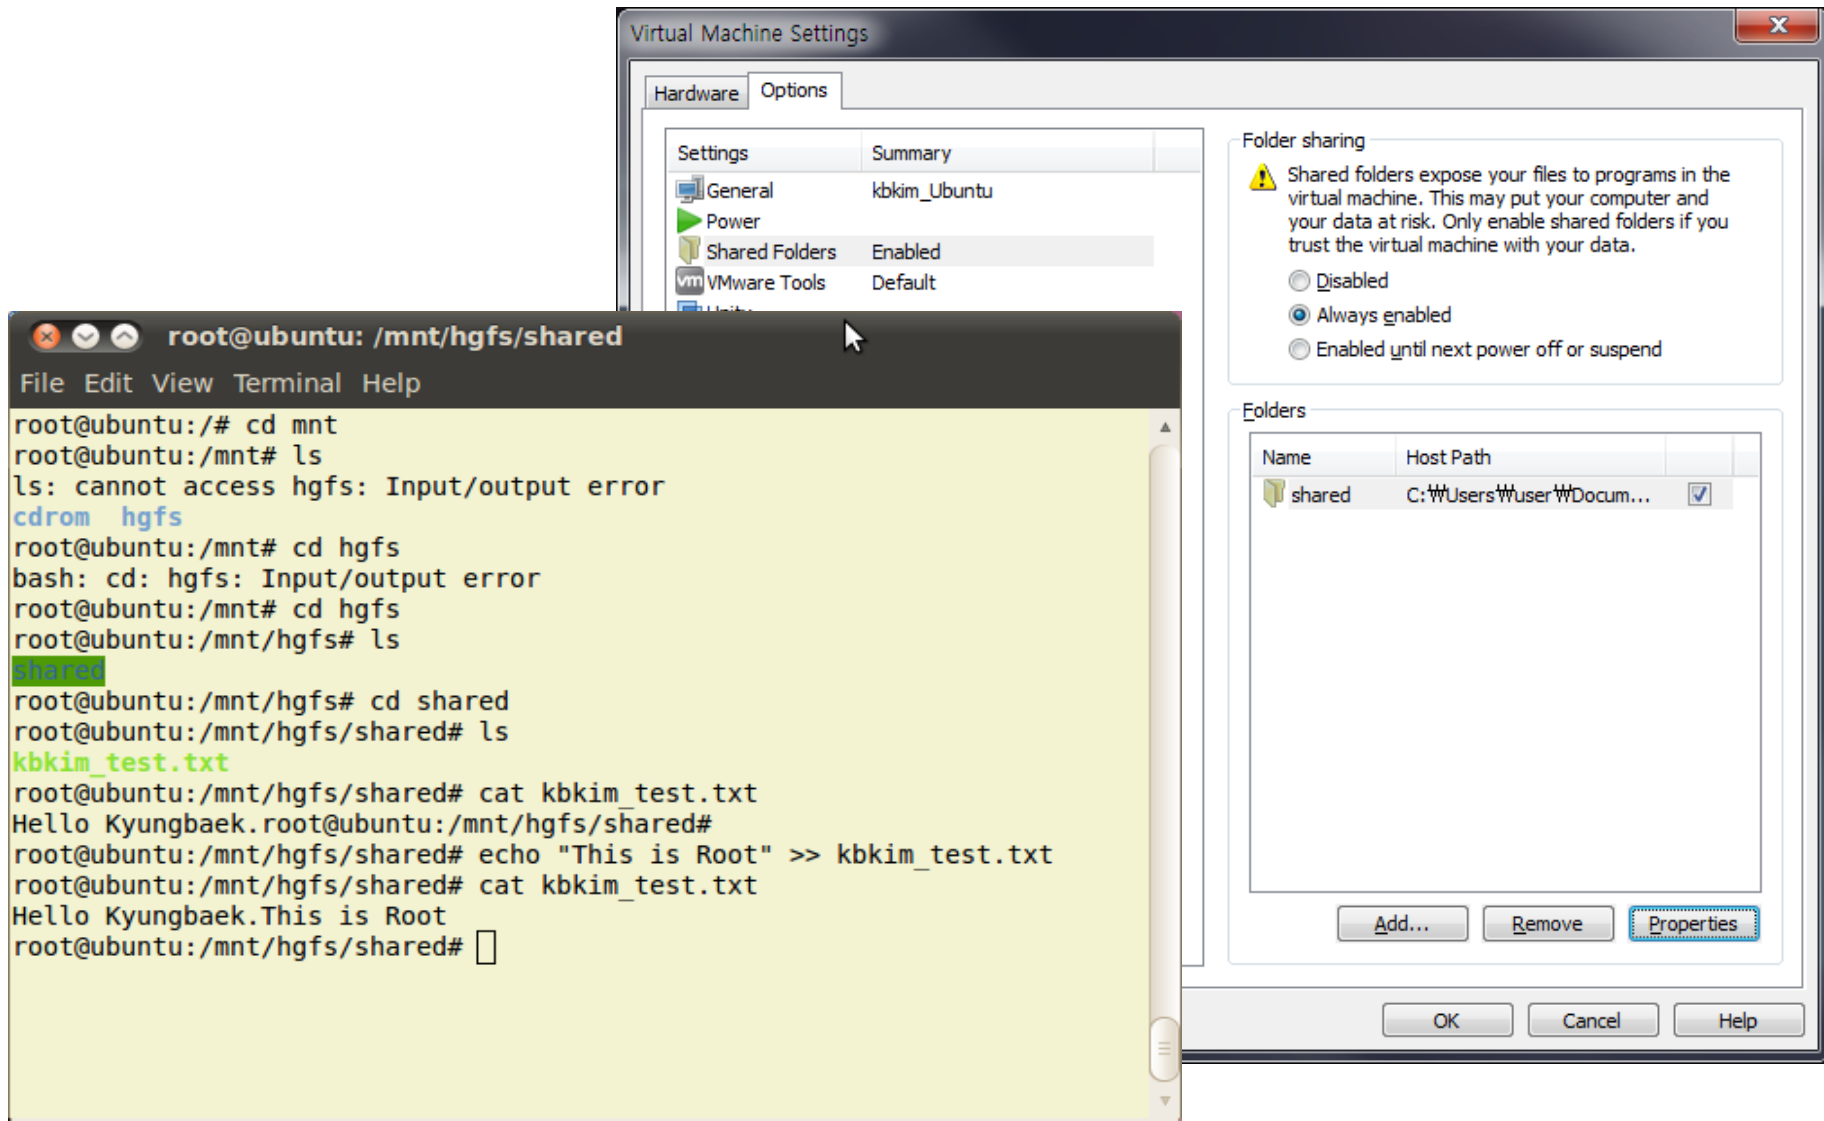 Virtual Machine Settings
Hardware
Options
Settings Summary
General kbkim_Ubuntu
Power
Shared Folders Enabled
VMware Tools Default
Folder sharing
Shared folders expose your files to programs in the
virtual machine. This may put your computer and
your data at risk. Only enable shared folders if you
trust the virtual machine with your data.
Disabled
Always enabled
Enabled until next power off or suspend
Folders
Name Host Path
shared C:₩Users₩user₩Docum...
Add... Remove Properties
OK Cancel Help
root@ubuntu: /mnt/hgfs/shared
File Edit View Terminal Help
root@ubuntu:/# cd mnt
root@ubuntu:/mnt# ls
ls: cannot access hgfs: Input/output error
cdrom hgfs
root@ubuntu:/mnt# cd hgfs
bash: cd: hgfs: Input/output error
root@ubuntu:/mnt# cd hgfs
root@ubuntu:/mnt/hgfs# ls
shared
root@ubuntu:/mnt/hgfs# cd shared
root@ubuntu:/mnt/hgfs/shared# ls
kbkim_test.txt
root@ubuntu:/mnt/hgfs/shared# cat kbkim_test.txt
Hello Kyungbaek.root@ubuntu:/mnt/hgfs/shared#
root@ubuntu:/mnt/hgfs/shared# echo "This is Root" >> kbkim_test.txt
root@ubuntu:/mnt/hgfs/shared# cat kbkim_test.txt
Hello Kyungbaek.This is Root
root@ubuntu:/mnt/hgfs/shared#